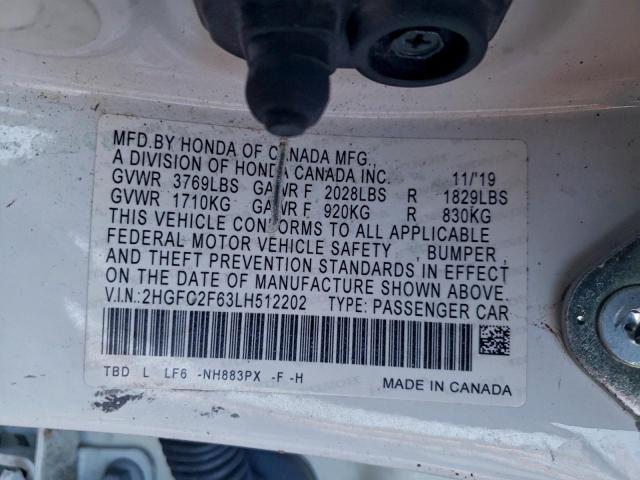 MFD.BY HONDA OF CANADA MFG.,
A DIVISION OF HONDA CANADA INC. 11/'19
GVWR 3769LBS GAWR F 2028LBS R 1829LBS
GVWR 1710KG GAWR F 920KG R 830KG
THIS VEHICLE CONFORMS TO ALL APPLICABLE
FEDERAL MOTOR VEHICLE SAFETY , BUMPER ,
AND THEFT PREVENTION STANDARDS IN EFFECT
ON THE DATE OF MANUFACTURE SHOWN ABOVE.
V.I.N.:2HGFC2F63LH512202 TYPE: PASSENGER CAR
TBD L LF6 -NH883PX -F -H
MADE IN CANADA